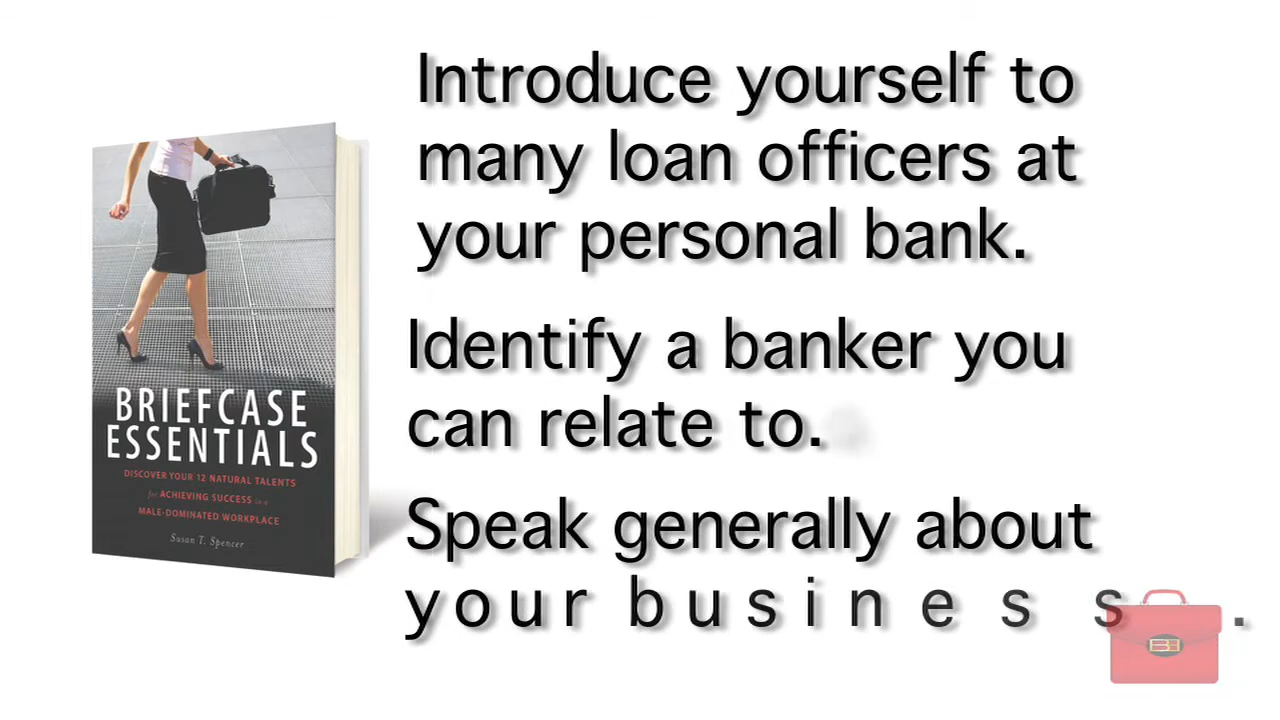 Introduce yourself to
many loan officers at
your personal bank.
Identify a banker you
can relate to.
Speak generally about
your business.
BRIEFCASE
ESSENTIALS
DISCOVER YOUR 12 NATURAL TALENTS
for ACHIEVING SUCCESS in a
MALE-DOMINATED WORKPLACE
Susan T. Spencer